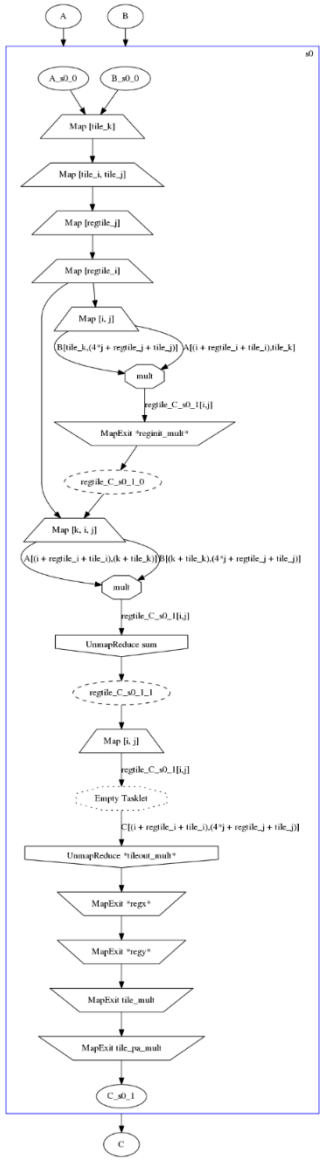 A
B
s0
A_s0_0
B_s0_0
Map [tile_k]
Map [tile_i, tile_j]
Map [regtile_j]
Map [regtile_i]
Map [i, j]
B[tile_k,(4*j + regtile_j + tile_j)]
A[(i + regtile_i + tile_i),tile_k]
mult
regtile_C_s0_1[i,j]
MapExit *reginit_mult*
regtile_C_s0_1_0
Map [k, i, j]
A[(i + regtile_i + tile_i),(k + tile_k)]
B[(k + tile_k),(4*j + regtile_j + tile_j)]
mult
regtile_C_s0_1[i,j]
UnmapReduce sum
regtile_C_s0_1_1
Map [i, j]
regtile_C_s0_1[i,j]
Empty Tasklet
C[(i + regtile_i + tile_i),(4*j + regtile_j + tile_j)]
UnmapReduce *tileout_mult*
MapExit *regx*
MapExit *regy*
MapExit tile_mult
MapExit tile_pa_mult
C_s0_1
C